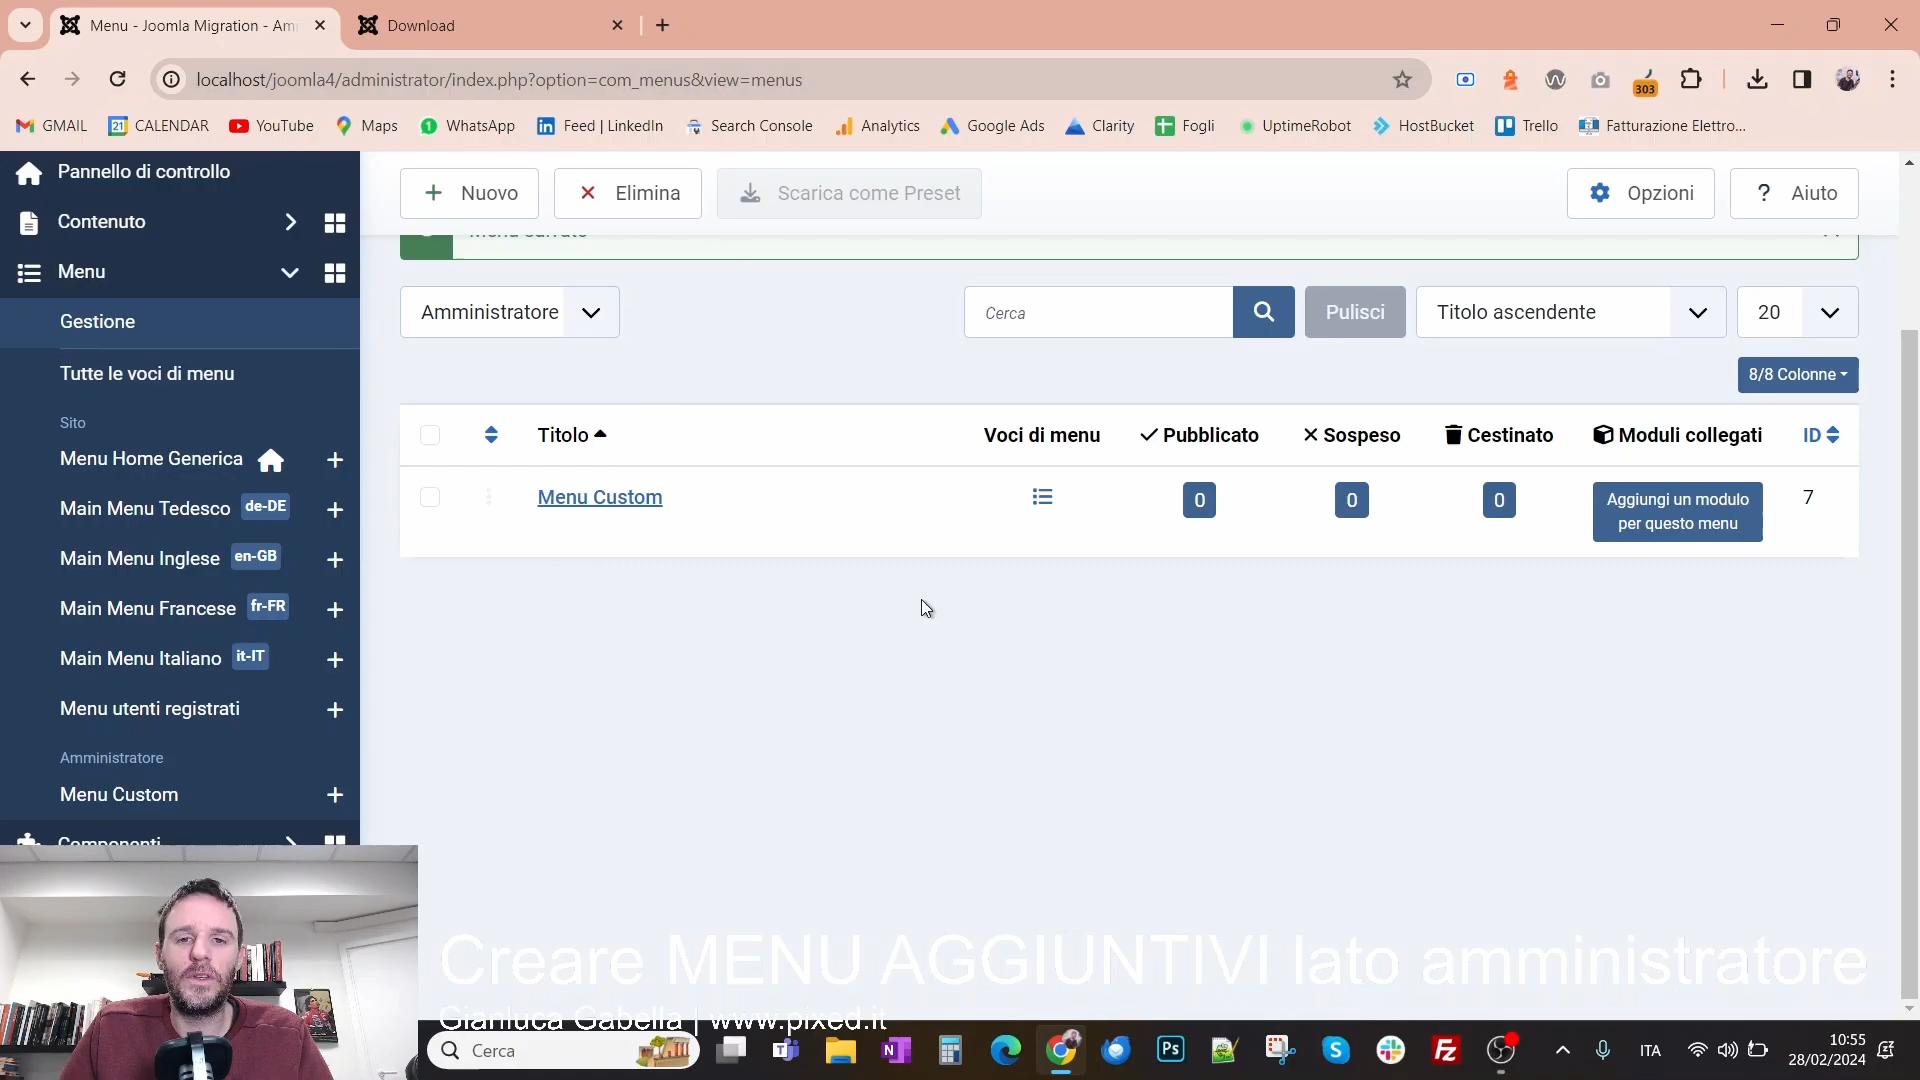 Menu - Joomla Migration - Am
Download
localhost/joomla4/administrator/index.php?option=com_menus&view=menus
303
GMAIL
21
CALENDAR
YouTube
Maps
1
WhatsApp
Feed | LinkedIn
Search Console
Analytics
Google Ads
Clarity
Fogli
UptimeRobot
HostBucket
Trello
Fatturazione Elettro...
Pannello di controllo
Contenuto
Menu
Gestione
Tutte le voci di menu
Sito
Menu Home Generica
Main Menu Tedesco de-DE
Main Menu Inglese en-GB
Main Menu Francese fr-FR
Main Menu Italiano it-IT
Menu utenti registrati
Amministratore
Menu Custom
Componenti
+ Nuovo
Elimina
Scarica come Preset
Opzioni
? Aiuto
Amministratore
Cerca
Pulisci
Titolo ascendente
20
8/8 Colonne
Titolo
Voci di menu
Pubblicato
Sospeso
Cestinato
Moduli collegati
ID
Menu Custom
0
0
0
Aggiungi un modulo
per questo menu
7
Creare MENU AGGIUNTIVI lato amministratore
Gianluca Gabella | www.pixed.it
Cerca
Ps
Fz
ITA
10:55
28/02/2024